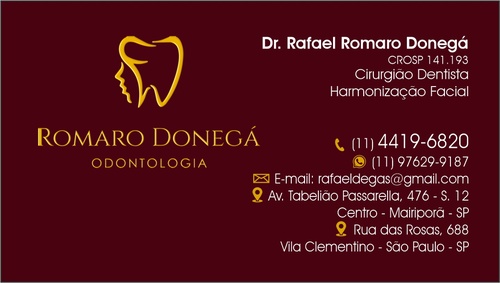 ROMARO DONEGÁ
ODONTOLOGIA
Dr. Rafael Romaro Donegá
CROSP 141.193
Cirurgião Dentista
Harmonização Facial
(11) 4419-6820
(11) 97629-9187
E-mail: rafaeldegas@gmail.com
Av. Tabelião Passarella, 476 - S. 12
Centro - Mairiporã - SP
Rua das Rosas, 688
Vila Clementino - São Paulo - SP